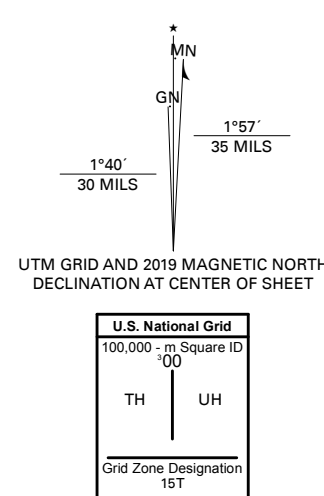 ★
MN
GN
1°57´
35 MILS
1°40´
30 MILS
UTM GRID AND 2019 MAGNETIC NORTH
DECLINATION AT CENTER OF SHEET
U.S. National Grid
100,000 - m Square ID
³00
TH UH
Grid Zone Designation
15T